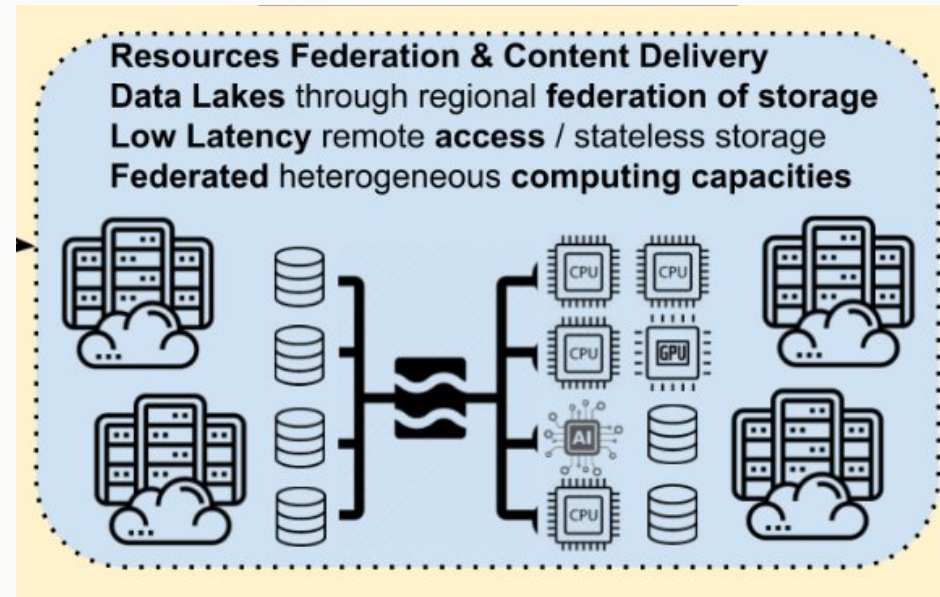 Resources Federation & Content Delivery
Data Lakes through regional federation of storage
Low Latency remote access / stateless storage
Federated heterogeneous computing capacities
CPU
CPU
CPU
GPU
AI
CPU